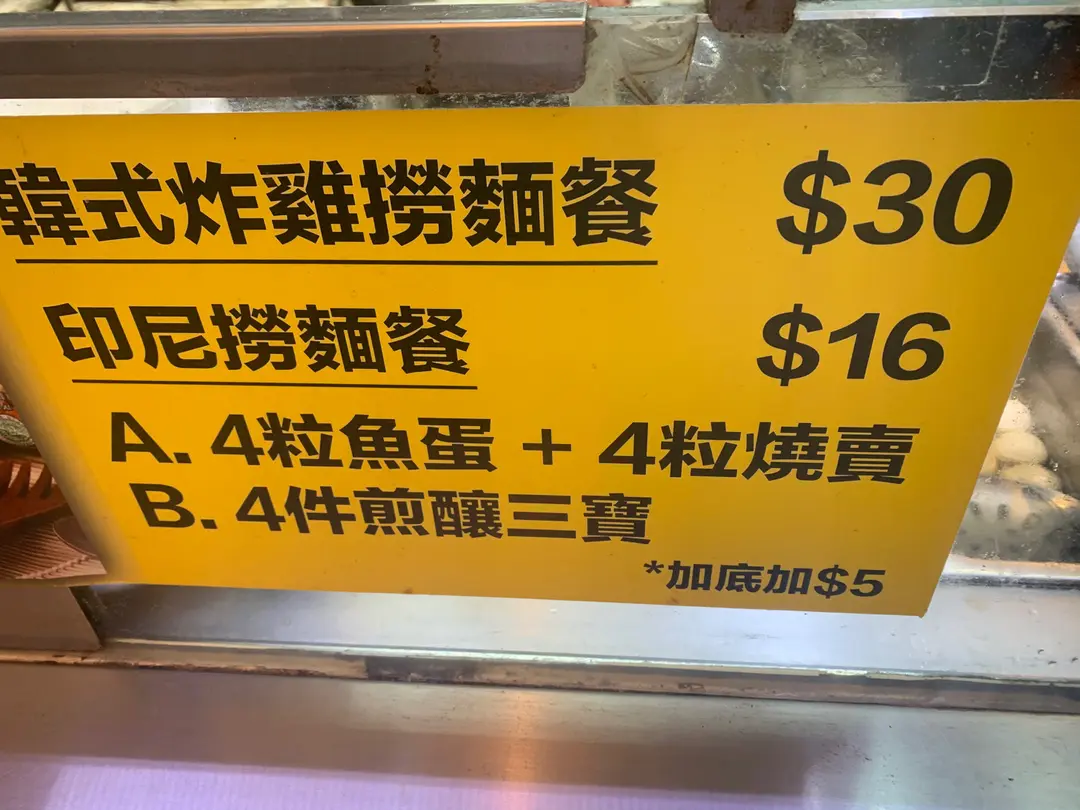 韓式炸雞撈麵餐 $30
印尼撈麵餐 $16
A. 4粒魚蛋 + 4粒燒賣
B. 4件煎釀三寶
*加底加$5